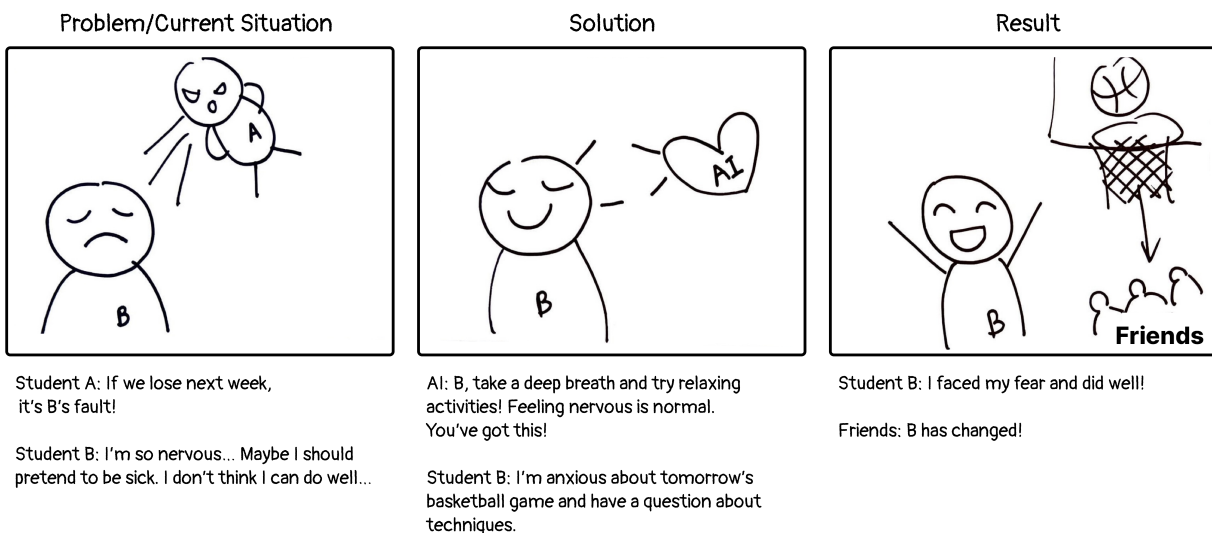 Problem/Current Situation
A
B
Student A: If we lose next week,
it's B's fault!
Student B: I'm so nervous... Maybe I should
pretend to be sick. I don't think I can do well...
Solution
AI
B
AI: B, take a deep breath and try relaxing
activities! Feeling nervous is normal.
You've got this!
Student B: I'm anxious about tomorrow's
basketball game and have a question about
techniques.
Result
B
Friends
Student B: I faced my fear and did well!
Friends: B has changed!